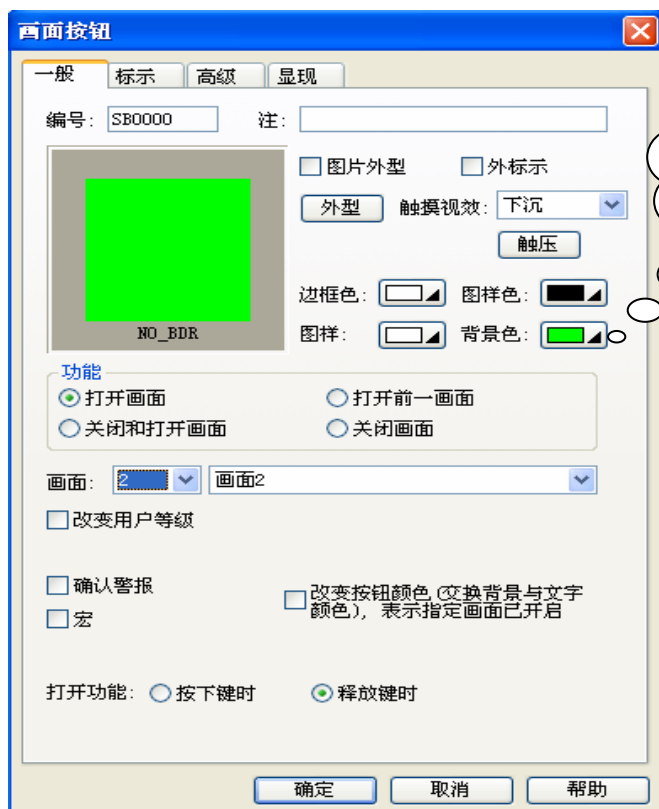 画面按钮
一般 标示 高级 显现
编号: SB0000 注:
图片外型 外标示
外型 触摸视效: 下沉
触压
边框色: 图样色:
NO_BDR 图样: 背景色:
功能
打开画面 打开前一画面
关闭和打开画面 关闭画面
画面: 2 画面2
改变用户等级
确认警报 改变按钮颜色(交换背景与文字
宏 颜色), 表示指定画面已开启
打开功能: 按下键时 释放键时
确定 取消 帮助